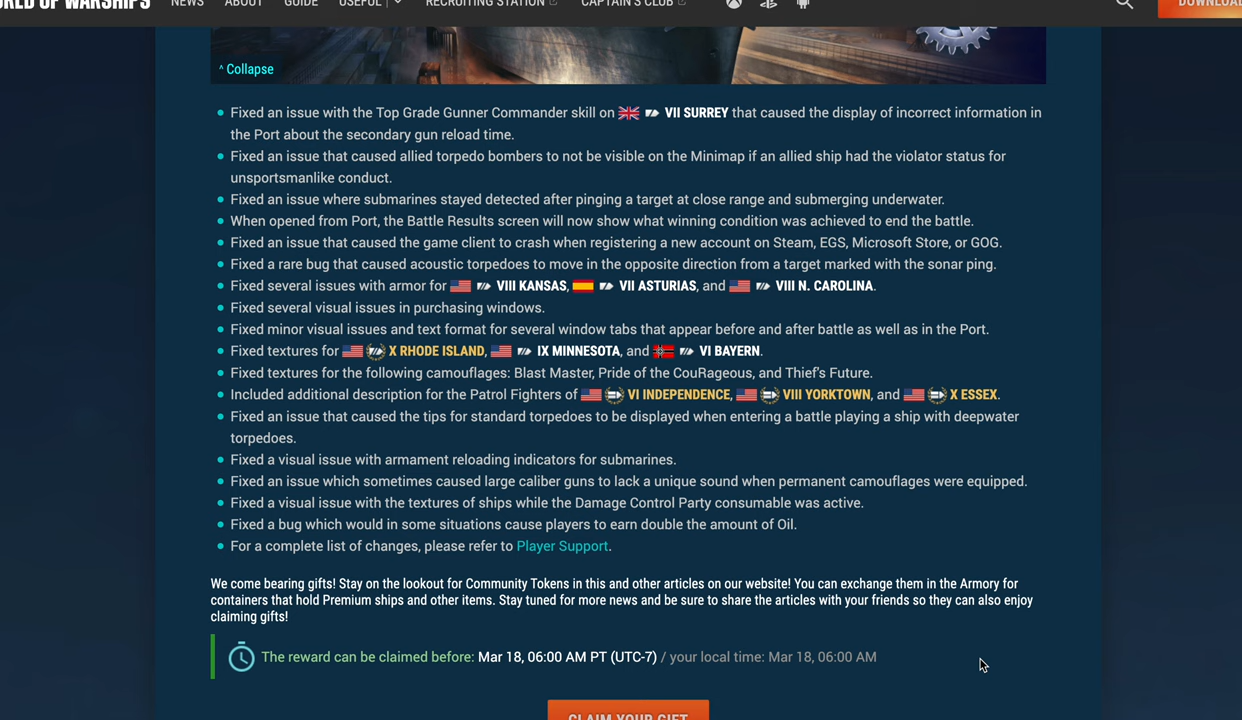 RLD OF WARSHIPS NEWS ABOUT GUIDE USEFUL RECRUITING STATION CAPTAIN'S CLUB DOWNLOAD
^ Collapse
Fixed an issue with the Top Grade Gunner Commander skill on VII SURREY that caused the display of incorrect information in
the Port about the secondary gun reload time.
Fixed an issue that caused allied torpedo bombers to not be visible on the Minimap if an allied ship had the violator status for
unsportsmanlike conduct.
Fixed an issue where submarines stayed detected after pinging a target at close range and submerging underwater.
When opened from Port, the Battle Results screen will now show what winning condition was achieved to end the battle.
Fixed an issue that caused the game client to crash when registering a new account on Steam, EGS, Microsoft Store, or GOG.
Fixed a rare bug that caused acoustic torpedoes to move in the opposite direction from a target marked with the sonar ping.
Fixed several issues with armor for VIII KANSAS, VII ASTURIAS, and VIII N. CAROLINA.
Fixed several visual issues in purchasing windows.
Fixed minor visual issues and text format for several window tabs that appear before and after battle as well as in the Port.
Fixed textures for X RHODE ISLAND, IX MINNESOTA, and VI BAYERN.
Fixed textures for the following camouflages: Blast Master, Pride of the CouRageous, and Thief's Future.
Included additional description for the Patrol Fighters of VI INDEPENDENCE, VIII YORKTOWN, and X ESSEX.
Fixed an issue that caused the tips for standard torpedoes to be displayed when entering a battle playing a ship with deepwater
torpedoes.
Fixed a visual issue with armament reloading indicators for submarines.
Fixed an issue which sometimes caused large caliber guns to lack a unique sound when permanent camouflages were equipped.
Fixed a visual issue with the textures of ships while the Damage Control Party consumable was active.
Fixed a bug which would in some situations cause players to earn double the amount of Oil.
For a complete list of changes, please refer to Player Support.
We come bearing gifts! Stay on the lookout for Community Tokens in this and other articles on our website! You can exchange them in the Armory for
containers that hold Premium ships and other items. Stay tuned for more news and be sure to share the articles with your friends so they can also enjoy
claiming gifts!
The reward can be claimed before: Mar 18, 06:00 AM PT (UTC-7) / your local time: Mar 18, 06:00 AM
CLAIM YOUR GIFT